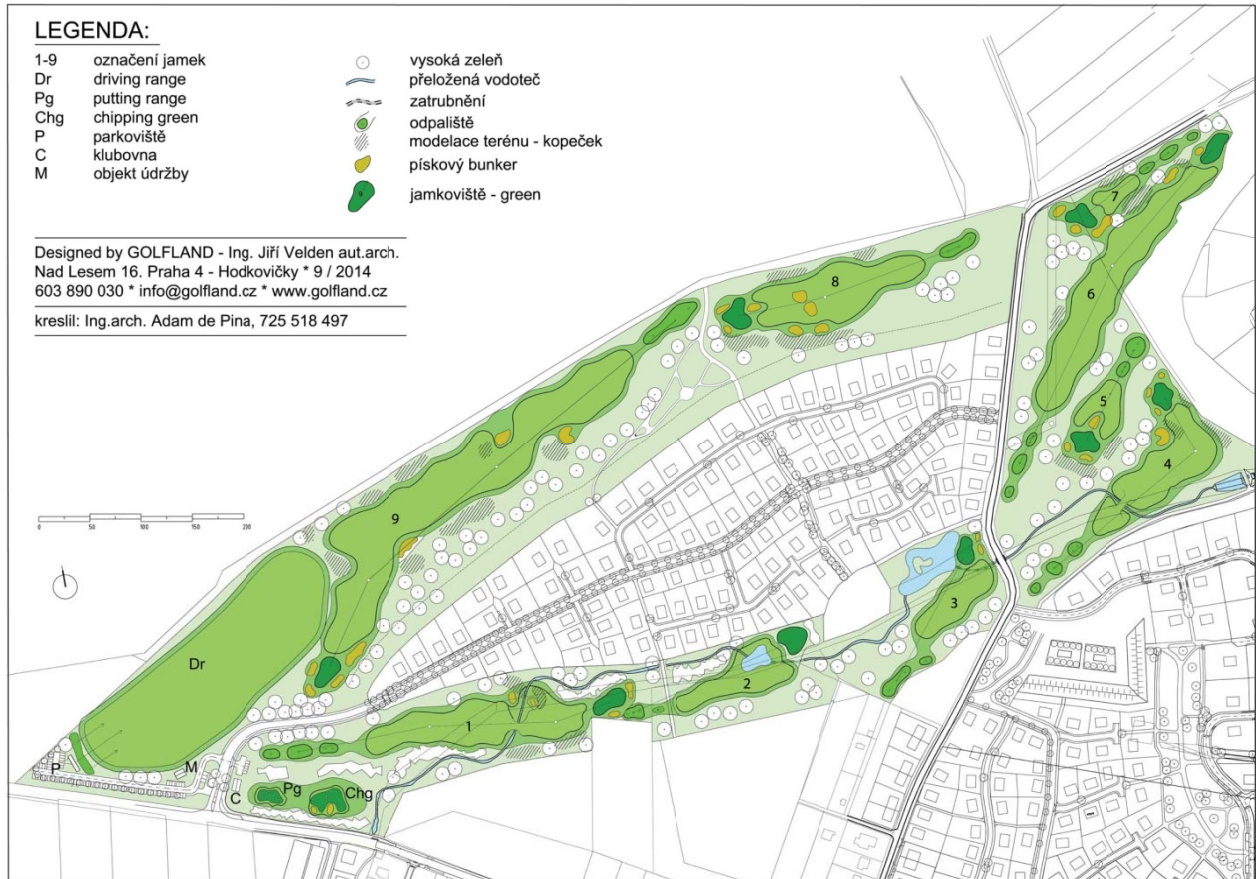 LEGENDA:
1-9 označení jamek
Dr driving range
Pg putting range
Chg chipping green
P parkoviště
C klubovna
M objekt údržby
vysoká zeleň
přeložená vodoteč
zatrubnění
odpaliště
modelace terénu - kopeček
pískový bunker
9
jamkoviště - green
Designed by GOLFLAND - Ing. Jiří Velden aut.arch.
Nad Lesem 16. Praha 4 - Hodkovičky * 9 / 2014
603 890 030 * info@golfland.cz * www.golfland.cz
kreslil: Ing.arch. Adam de Pina, 725 518 497
7
8
6
5
4
9
0 50 100 150 200
3
Dr
2
1
P
M
C
Pg
Chg